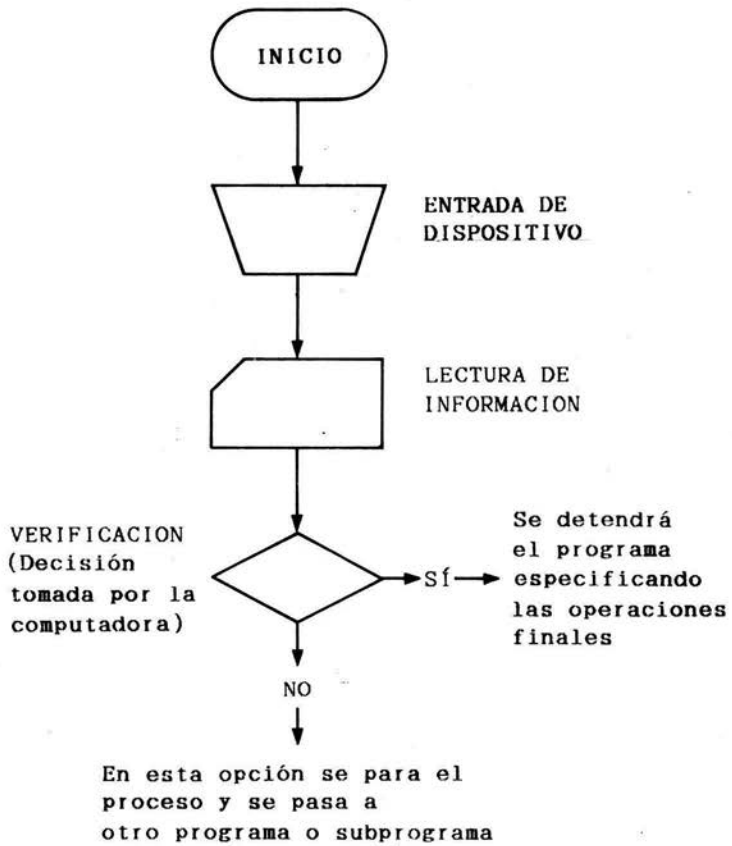 INICIO
ENTRADA DE
DISPOSITIVO
LECTURA DE
INFORMACION
VERIFICACION
(Decisión
tomada por la
computadora)
SÍ
Se detendrá
el programa
especificando
las operaciones
finales
NO
En esta opción se para el
proceso y se pasa a
otro programa o subprograma